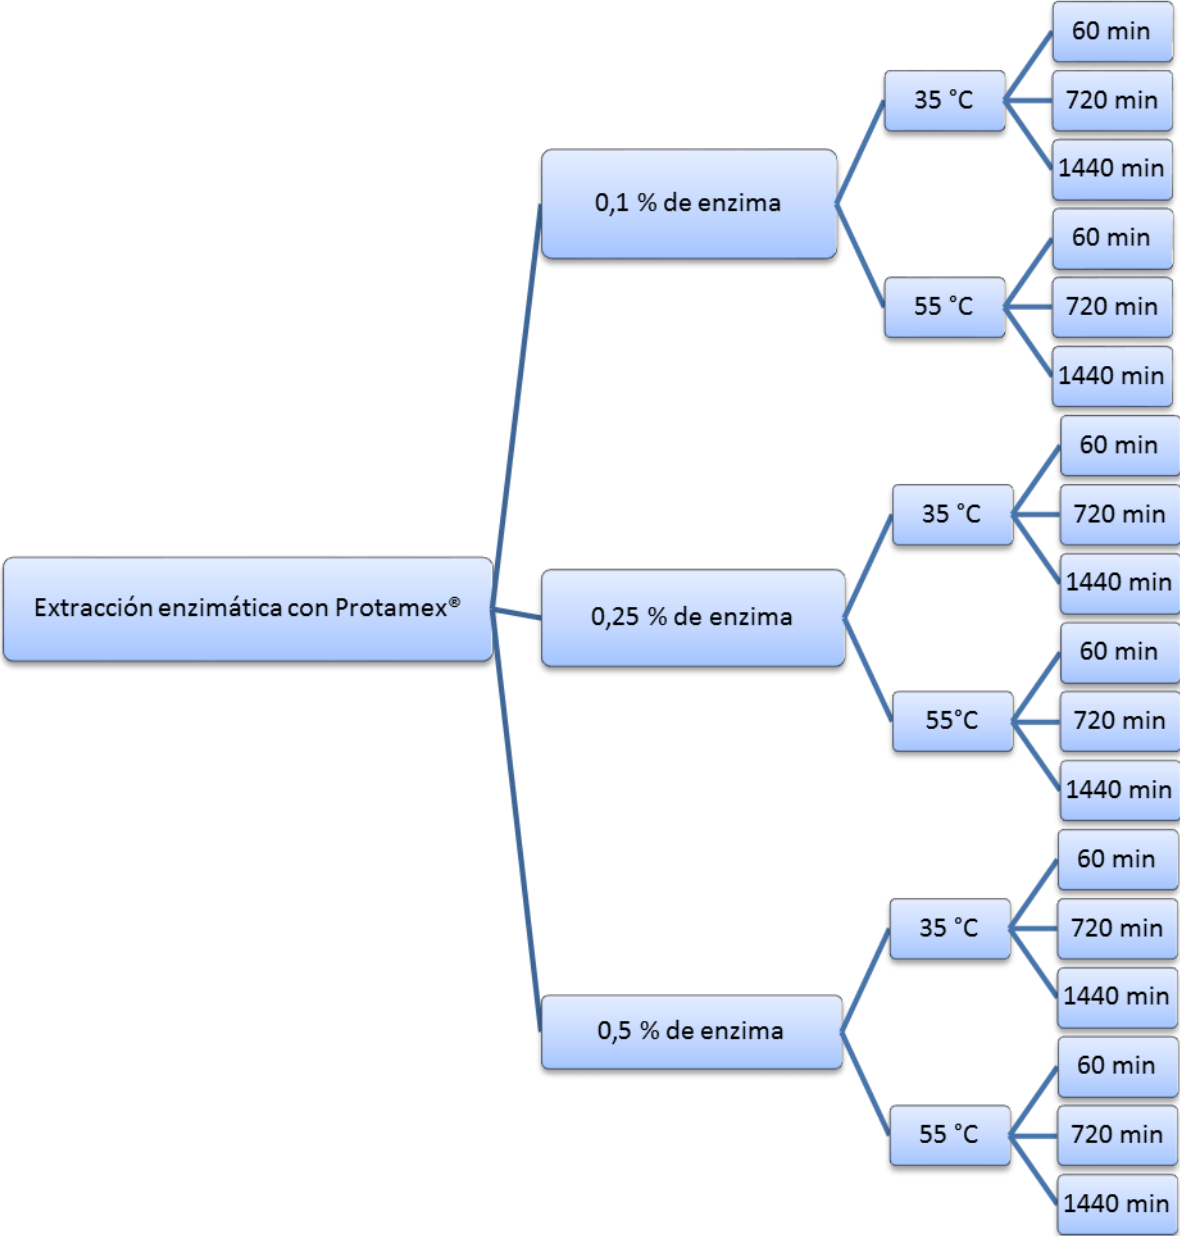 Extracción enzimática con Protamex®
0,1 % de enzima
35 °C
60 min
720 min
1440 min
55 °C
60 min
720 min
1440 min
0,25 % de enzima
35 °C
60 min
720 min
1440 min
55°C
60 min
720 min
1440 min
0,5 % de enzima
35 °C
60 min
720 min
1440 min
55 °C
60 min
720 min
1440 min